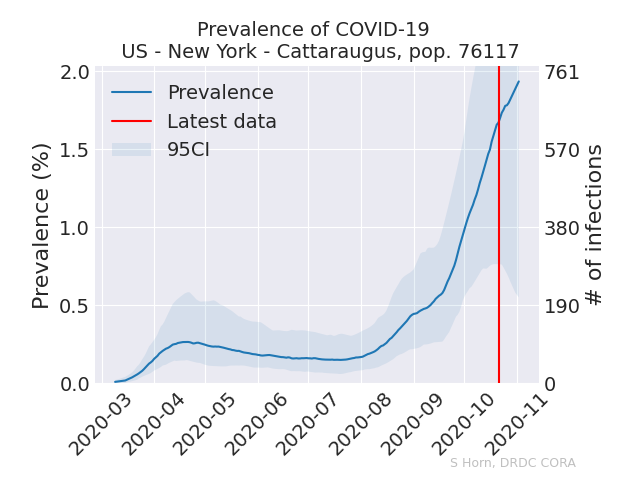 Prevalence of COVID-19
US - New York - Cattaraugus, pop. 76117
Prevalence
Latest data
95CI
Prevalence (%)
2.0
1.5
1.0
0.5
0.0
761
570
380
190
0
# of infections
2020-03
2020-04
2020-05
2020-06
2020-07
2020-08
2020-09
2020-10
2020-11
S Horn, DRDC CORA